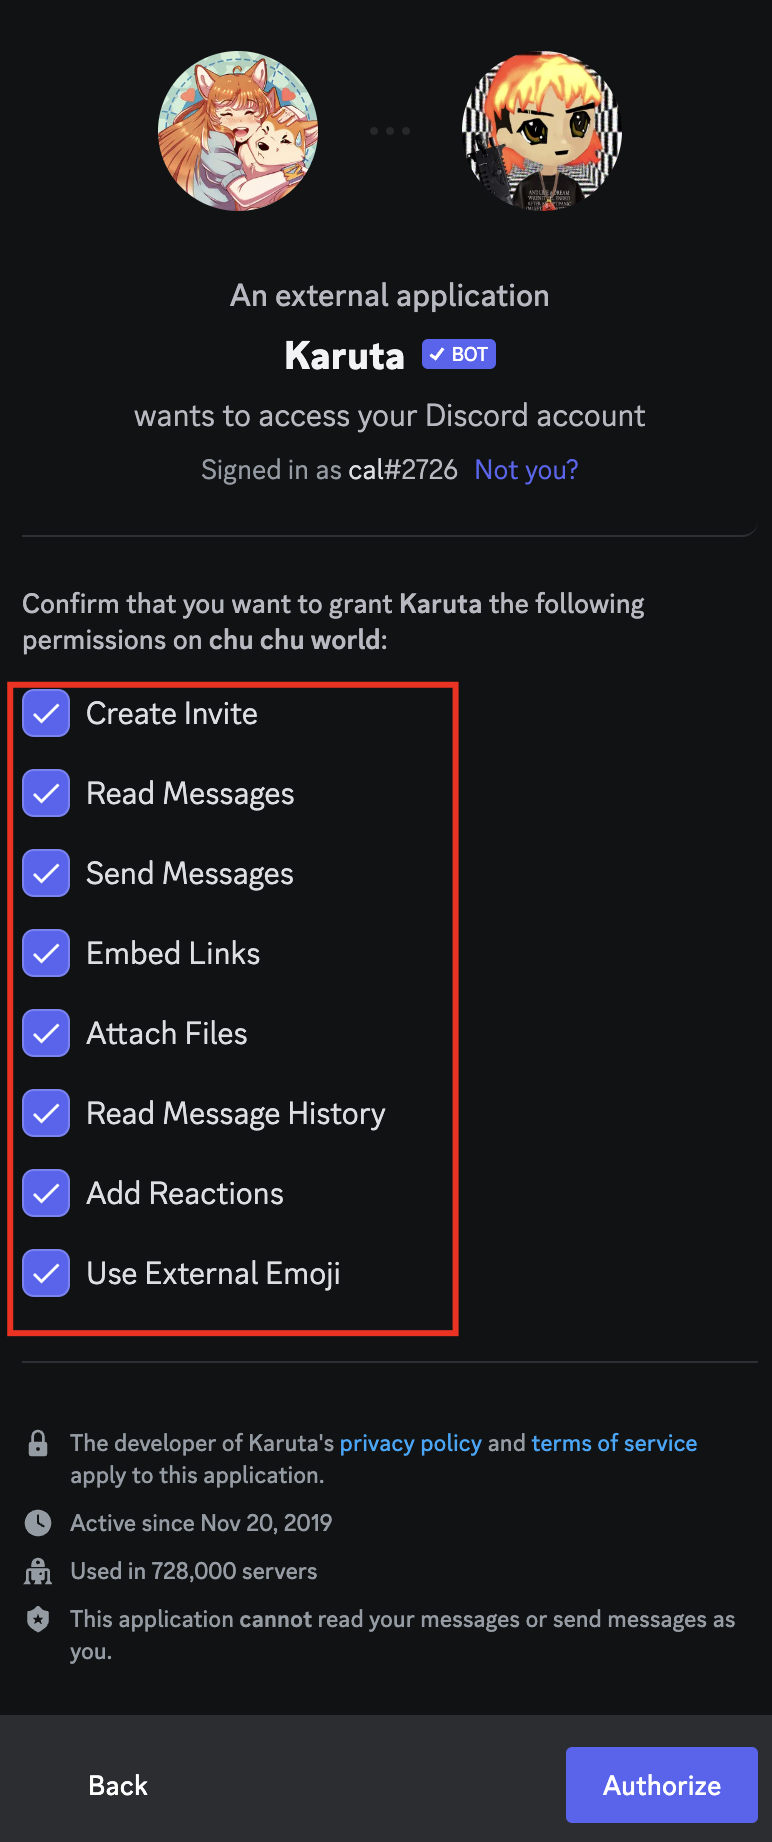 An external application
Karuta BOT
wants to access your Discord account
Signed in as cal#2726 Not you?
Confirm that you want to grant Karuta the following
permissions on chu chu world:
Create Invite
Read Messages
Send Messages
Embed Links
Attach Files
Read Message History
Add Reactions
Use External Emoji
The developer of Karuta's privacy policy and terms of service
apply to this application.
Active since Nov 20, 2019
Used in 728,000 servers
This application cannot read your messages or send messages as
you.
Back
Authorize